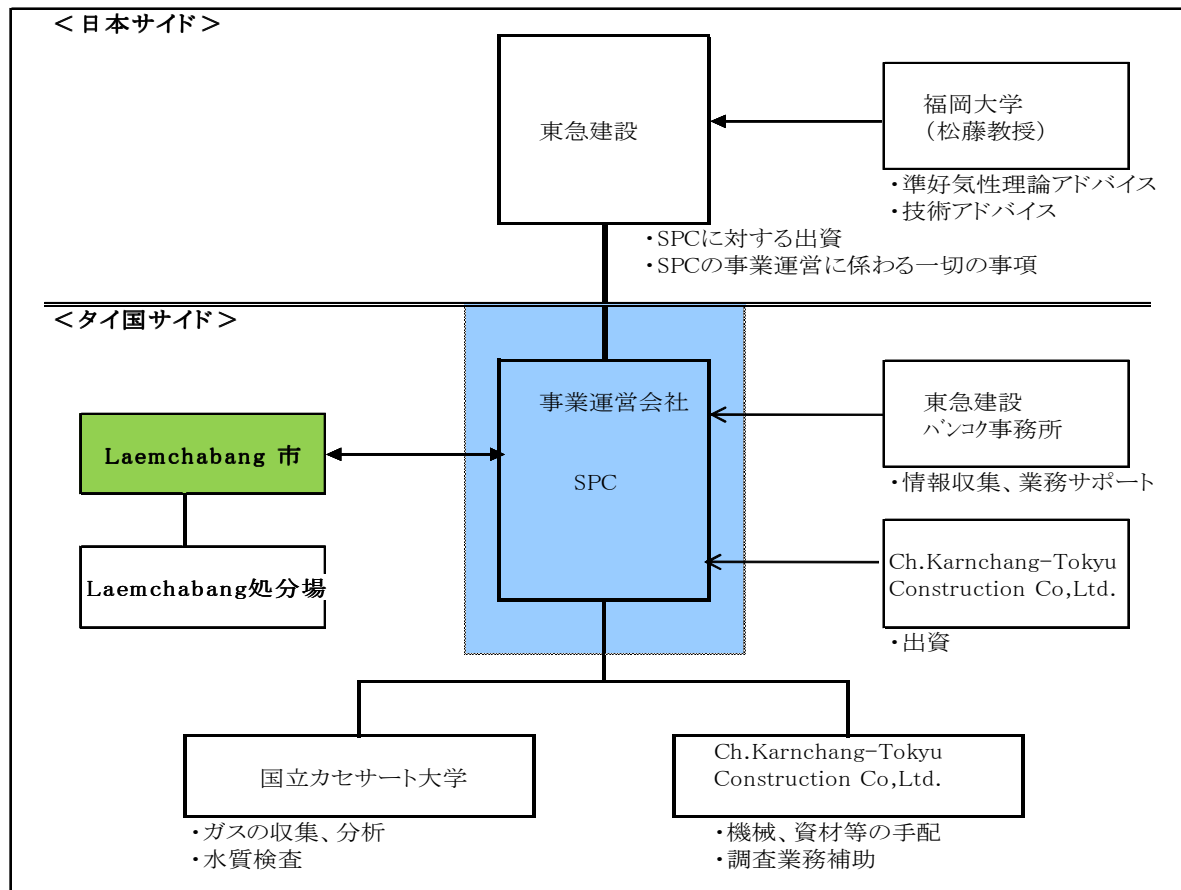 ＜日本サイド＞
東急建設
福岡大学
（松藤教授）
・準好気性理論アドバイス
・技術アドバイス
・SPCに対する出資
・SPCの事業運営に係わる一切の事項
＜タイ国サイド＞
事業運営会社
SPC
東急建設
ﾊﾞﾝｺｸ事務所
・情報収集、業務サポート
Laemchabang 市
Laemchabang処分場
Ch.Karnchang-Tokyu
Construction Co,Ltd.
・出資
国立カセサート大学
・ガスの収集、分析
・水質検査
Ch.Karnchang-Tokyu
Construction Co,Ltd.
・機械、資材等の手配
・調査業務補助